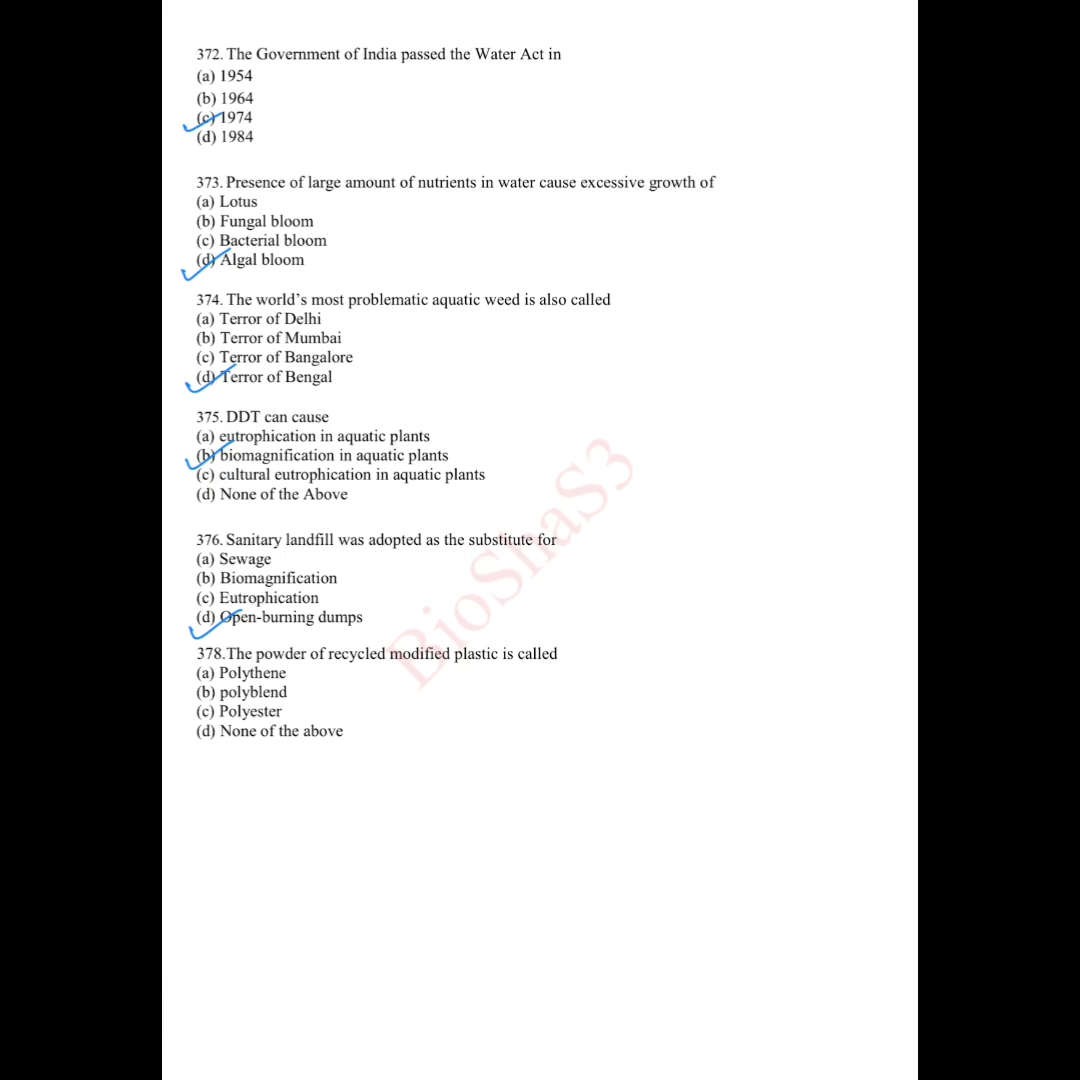 372. The Government of India passed the Water Act in
(a) 1954
(b) 1964
(c) 1974
(d) 1984
373. Presence of large amount of nutrients in water cause excessive growth of
(a) Lotus
(b) Fungal bloom
(c) Bacterial bloom
(d) Algal bloom
374. The world’s most problematic aquatic weed is also called
(a) Terror of Delhi
(b) Terror of Mumbai
(c) Terror of Bangalore
(d) Terror of Bengal
375. DDT can cause
(a) eutrophication in aquatic plants
(b) biomagnification in aquatic plants
(c) cultural eutrophication in aquatic plants
(d) None of the Above
376. Sanitary landfill was adopted as the substitute for
(a) Sewage
(b) Biomagnification
(c) Eutrophication
(d) Open-burning dumps
378.The powder of recycled modified plastic is called
(a) Polythene
(b) polyblend
(c) Polyester
(d) None of the above
BioShaS3